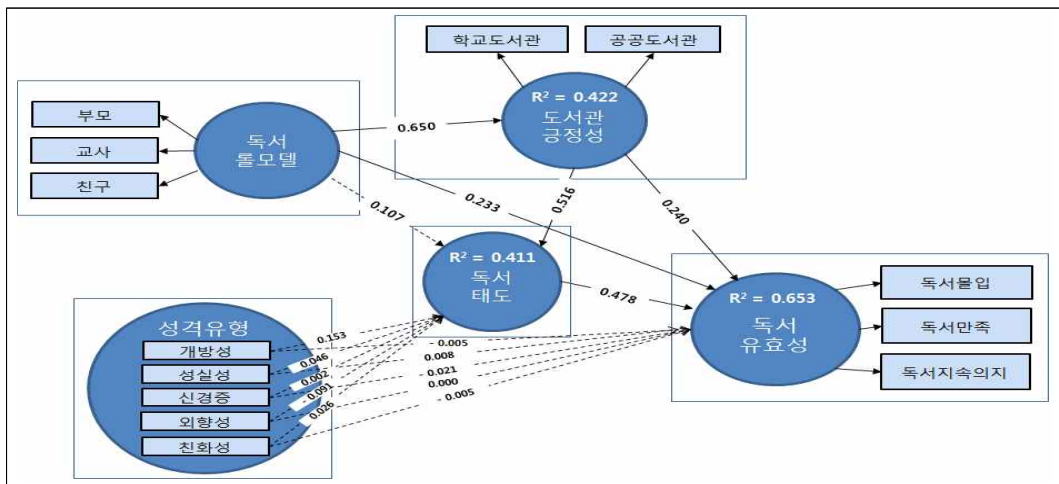 학교도서관
공공도서관
R² = 0.422
도서관
긍정성
부모
교사
친구
독서
롤모델
0.650
0.233
0.516
0.240
0.107
R² = 0.411
독서
태도
0.478
R² = 0.653
독서
유효성
독서몰입
독서만족
독서지속의지
성격유형
개방성
성실성
신경증
외향성
친화성
0.153
0.046
0.002
0.091
0.026
0.005
0.008
0.021
0.000
0.005